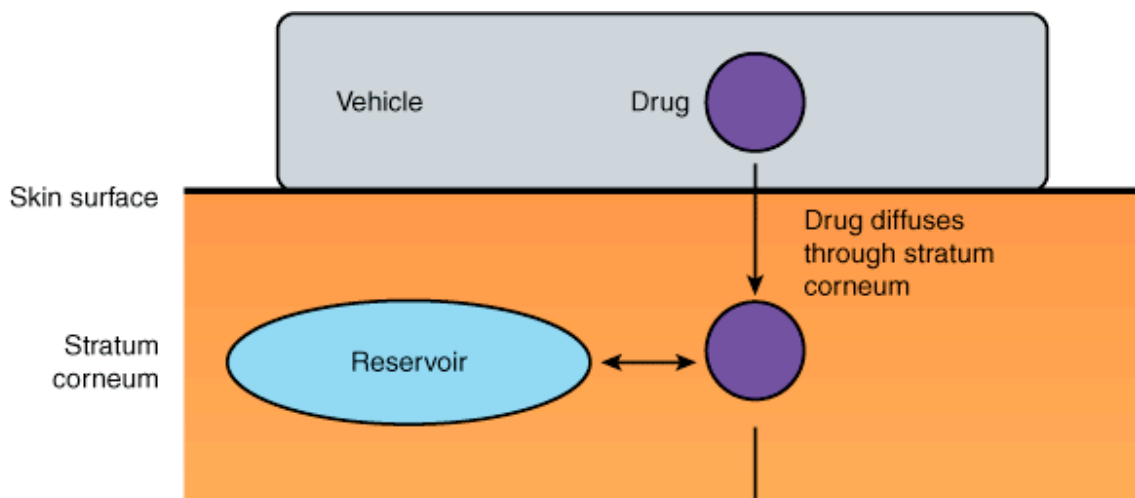 Vehicle
Drug
Skin surface
Drug diffuses
through stratum
corneum
Stratum
corneum
Reservoir